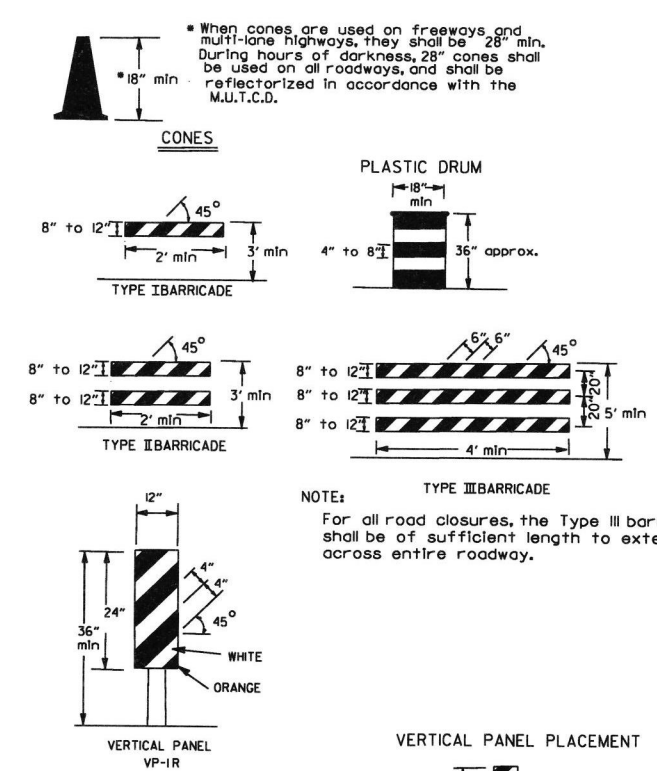 * When cones are used on freeways and
multi-lane highways, they shall be 28" min.
During hours of darkness, 28" cones shall
be used on all roadways, and shall be
reflectorized in accordance with the
M.U.T.C.D.
*18" min
CONES
PLASTIC DRUM
18"
min
4" to 8"
36" approx.
45°
8" to 12"
2' min
3' min
TYPE I BARRICADE
45°
8" to 12"
8" to 12"
2' min
3' min
TYPE II BARRICADE
6" 6"
45°
8" to 12"
8" to 12"
8" to 12"
20"
20"
5' min
4' min
TYPE III BARRICADE
NOTE:
For all road closures, the Type III bar
shall be of sufficient length to exte
across entire roadway.
12"
4"
4"
45°
24"
36"
min
WHITE
ORANGE
VERTICAL PANEL
VP-1R
VERTICAL PANEL PLACEMENT